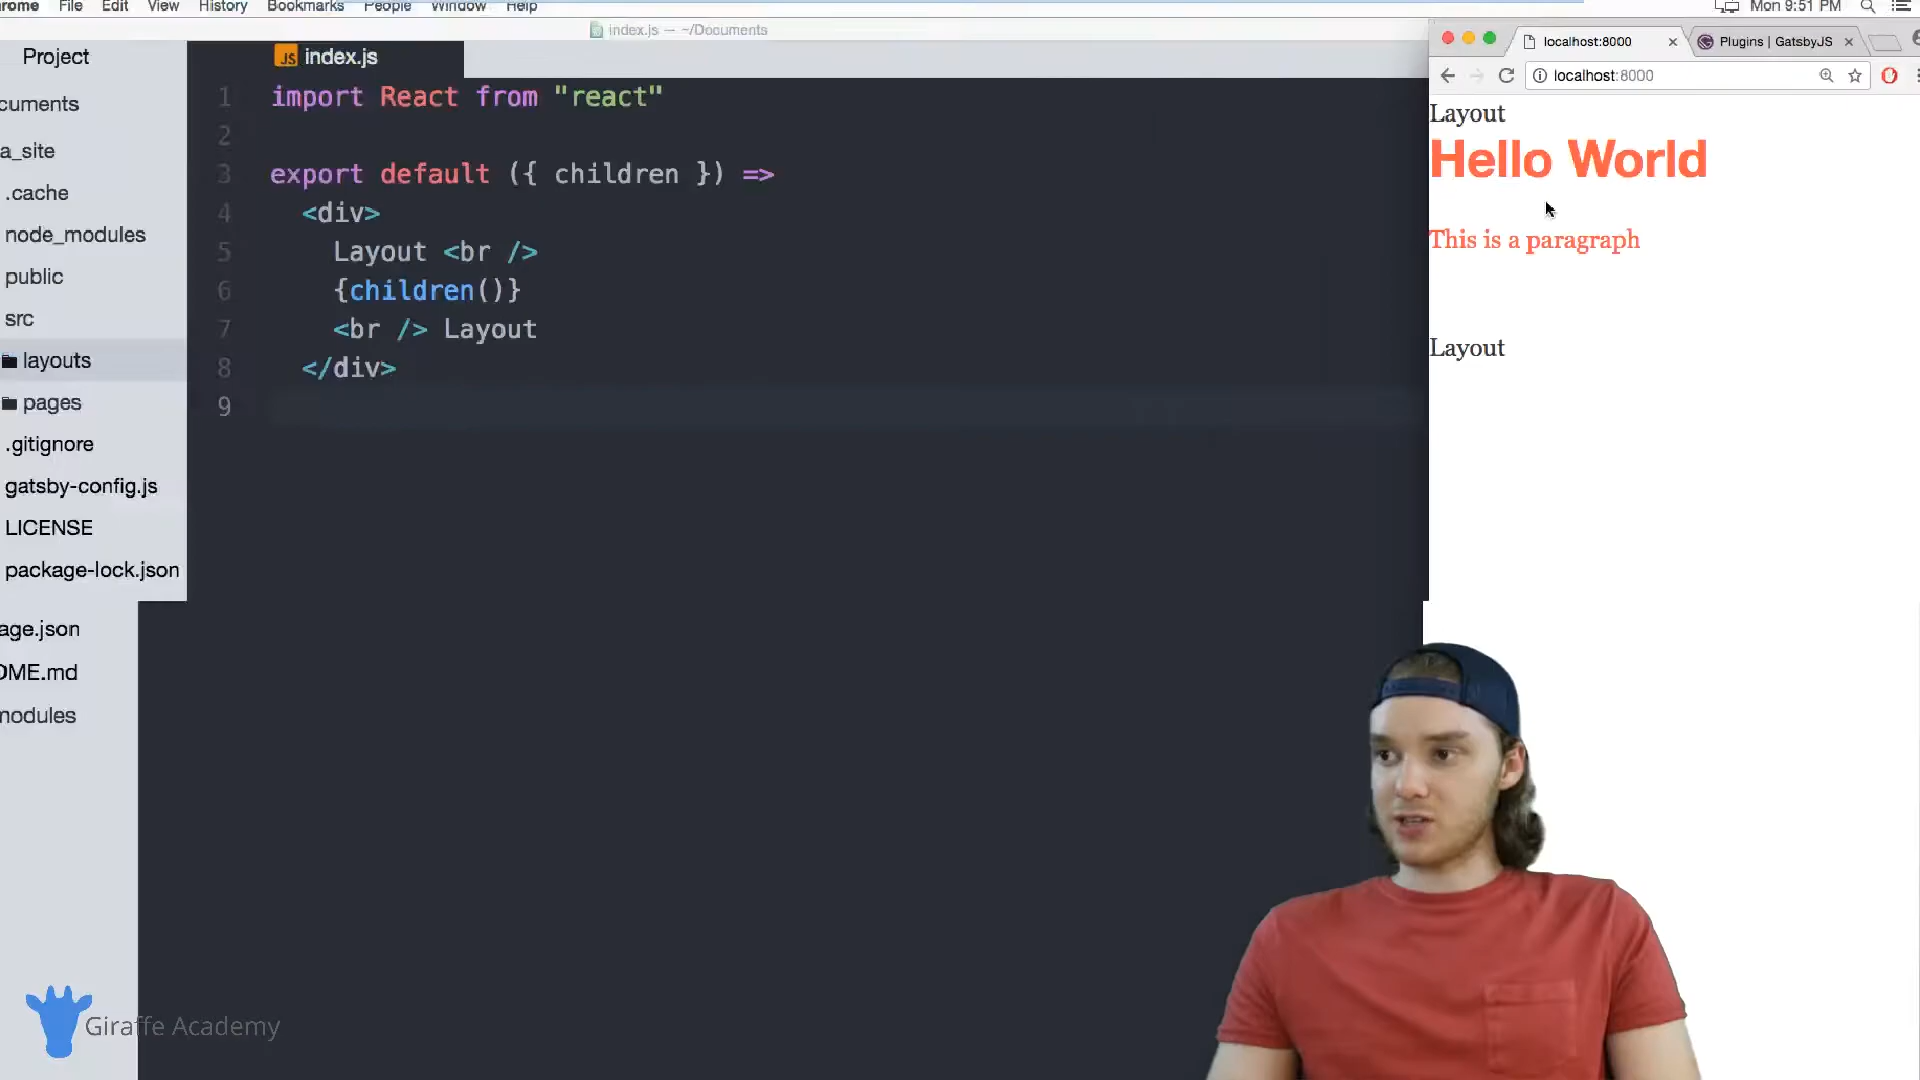 rome File Edit View History Bookmarks People Window Help Mon 9:51 PM
index.js — ~/Documents
Project
cuments
a_site
.cache
node_modules
public
src
layouts
pages
.gitignore
gatsby-config.js
LICENSE
package-lock.json
age.json
OME.md
modules
JS index.js
1 import React from "react"
2
3 export default ({ children }) =>
4 <div>
5 Layout <br />
6 {children()}
7 <br /> Layout
8 </div>
9
localhost:8000 Plugins | GatsbyJS
localhost:8000
Layout
Hello World
This is a paragraph
Layout
Giraffe Academy